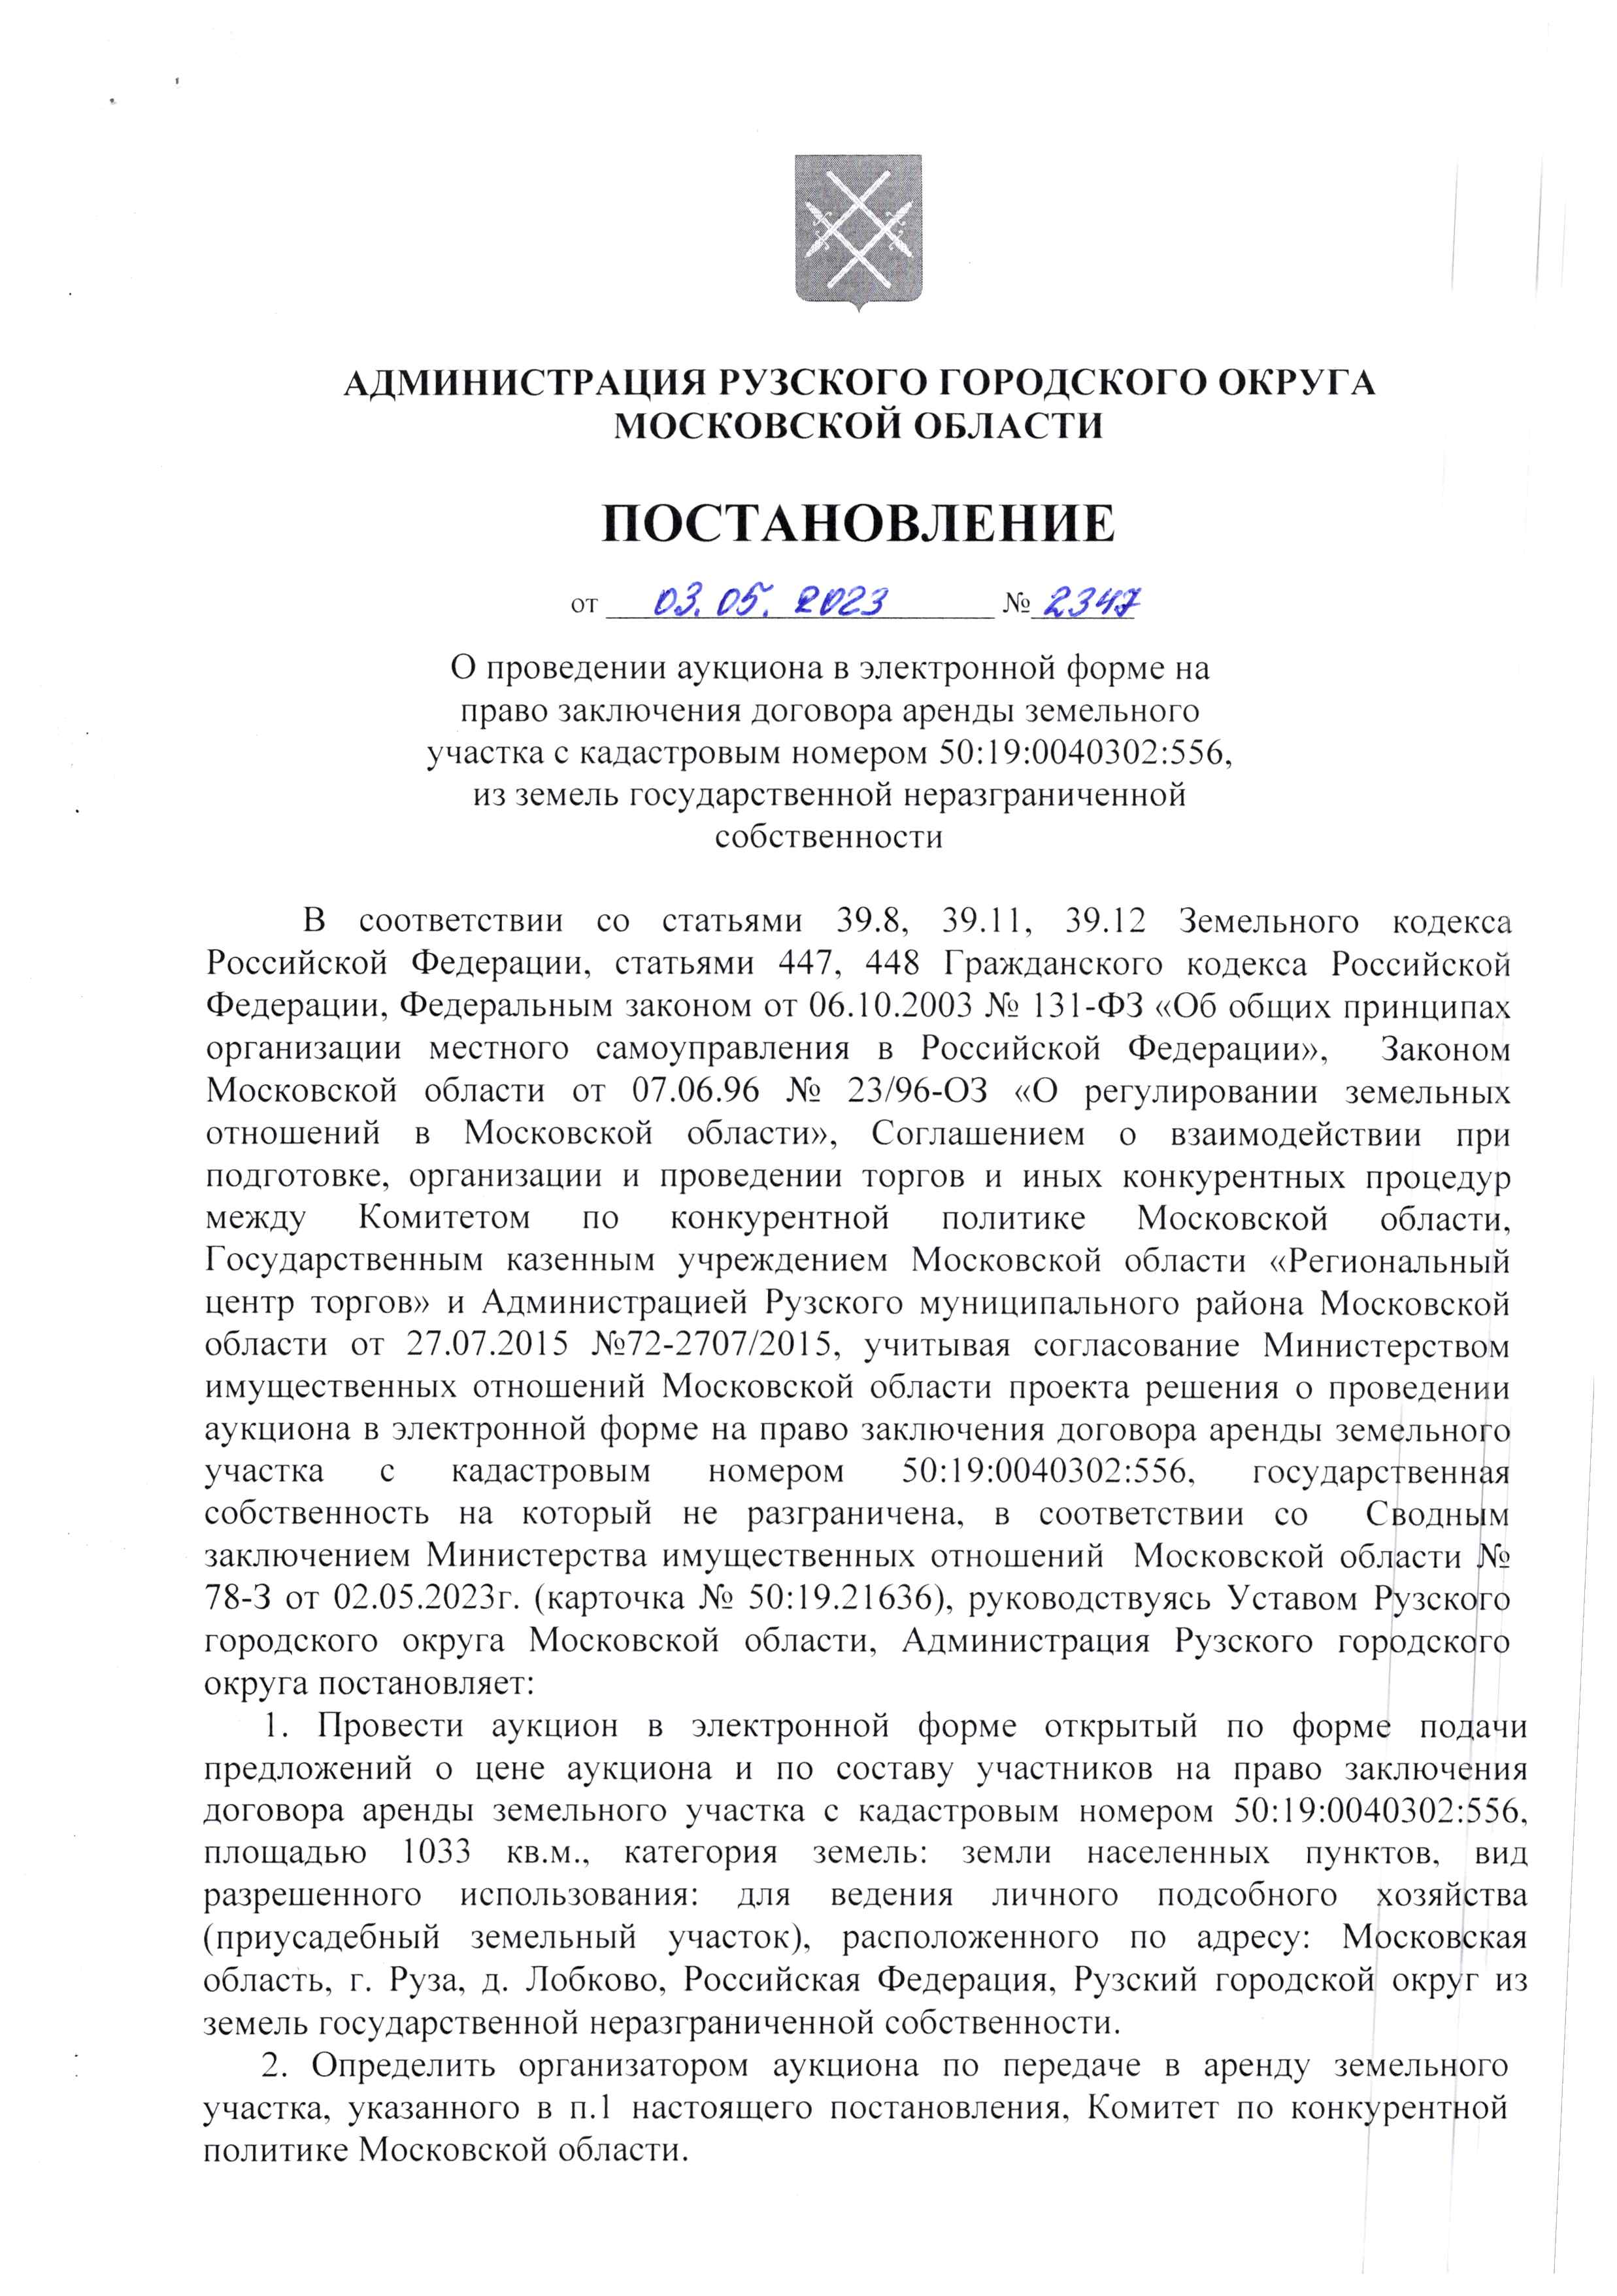 АДМИНИСТРАЦИЯ РУЗСКОГО ГОРОДСКОГО ОКРУГА
МОСКОВСКОЙ ОБЛАСТИ
ПОСТАНОВЛЕНИЕ
от 03.05.2023 № 2347
О проведении аукциона в электронной форме на
право заключения договора аренды земельного
участка с кадастровым номером 50:19:0040302:556,
из земель государственной неразграниченной
собственности
В соответствии со статьями 39.8, 39.11, 39.12 Земельного кодекса
Российской Федерации, статьями 447, 448 Гражданского кодекса Российской
Федерации, Федеральным законом от 06.10.2003 № 131-ФЗ «Об общих принципах
организации местного самоуправления в Российской Федерации», Законом
Московской области от 07.06.96 № 23/96-ОЗ «О регулировании земельных
отношений в Московской области», Соглашением о взаимодействии при
подготовке, организации и проведении торгов и иных конкурентных процедур
между Комитетом по конкурентной политике Московской области,
Государственным казенным учреждением Московской области «Региональный
центр торгов» и Администрацией Рузского муниципального района Московской
области от 27.07.2015 №72-2707/2015, учитывая согласование Министерством
имущественных отношений Московской области проекта решения о проведении
аукциона в электронной форме на право заключения договора аренды земельного
участка с кадастровым номером 50:19:0040302:556, государственная
собственность на который не разграничена, в соответствии со Сводным
заключением Министерства имущественных отношений Московской области №
78-З от 02.05.2023г. (карточка № 50:19.21636), руководствуясь Уставом Рузского
городского округа Московской области, Администрация Рузского городского
округа постановляет:
1. Провести аукцион в электронной форме открытый по форме подачи
предложений о цене аукциона и по составу участников на право заключения
договора аренды земельного участка с кадастровым номером 50:19:0040302:556,
площадью 1033 кв.м., категория земель: земли населенных пунктов, вид
разрешенного использования: для ведения личного подсобного хозяйства
(приусадебный земельный участок), расположенного по адресу: Московская
область, г. Руза, д. Лобково, Российская Федерация, Рузский городской округ из
земель государственной неразграниченной собственности.
2. Определить организатором аукциона по передаче в аренду земельного
участка, указанного в п.1 настоящего постановления, Комитет по конкурентной
политике Московской области.